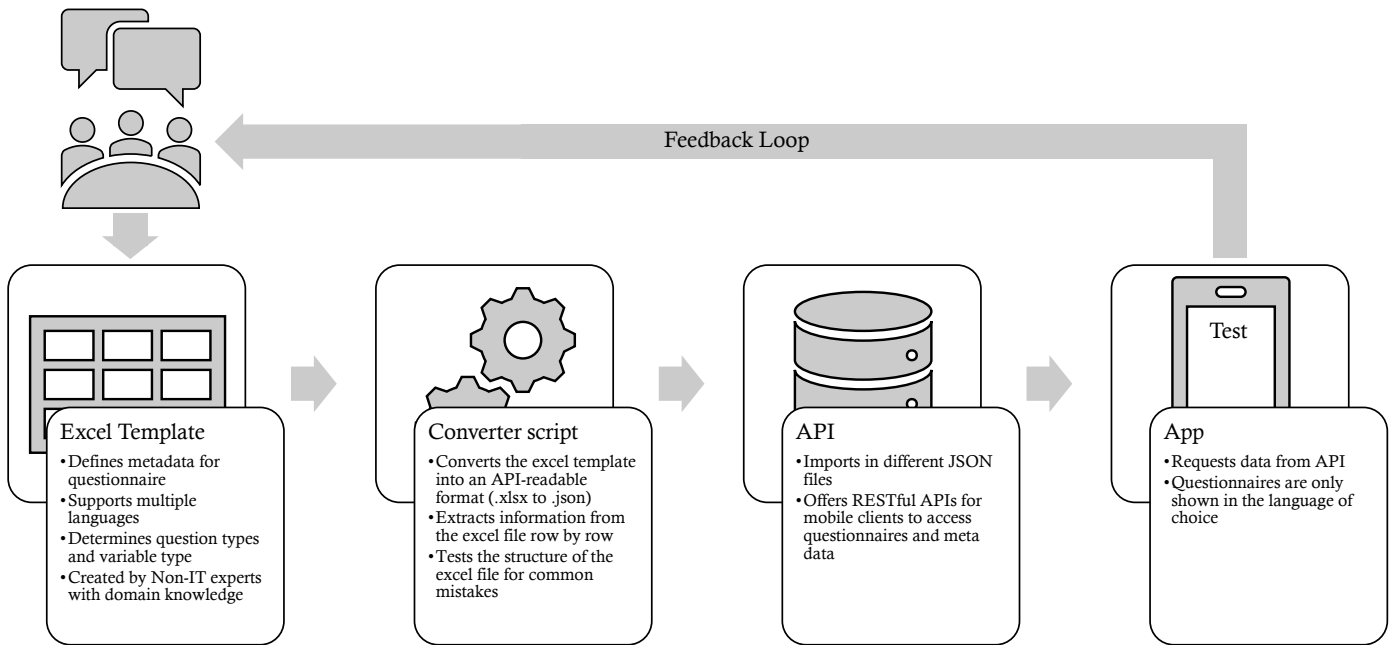 Feedback Loop
Test
Excel Template
•Defines metadata for
questionnaire
•Supports multiple
languages
•Determines question types
and variable type
•Created by Non-IT experts
with domain knowledge
Converter script
•Converts the excel template
into an API-readable
format (.xlsx to .json)
•Extracts information from
the excel file row by row
•Tests the structure of the
excel file for common
mistakes
API
•Imports in different JSON
files
•Offers RESTful APIs for
mobile clients to access
questionnaires and meta
data
App
•Requests data from API
•Questionnaires are only
shown in the language of
choice